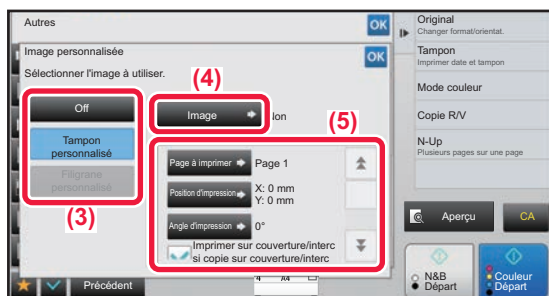 Autres
OK
Image personnalisée
OK
Sélectionner l'image à utiliser.
(4)
Off
Image
(5)
Tampon
personnalisé
Filigrane
personnalisé
(3)
Page à imprimer
Page 1
Position d'impression
X: 0 mm
Y: 0 mm
Angle d'impression
0°
Imprimer sur couverture/interc
si copie sur couverture/interc
Précédent
A4
Original
Changer format/orientat.
Tampon
Imprimer date et tampon
Mode couleur
Copie R/V
N-Up
Plusieurs pages sur une page
Aperçu
CA
N&B
Départ
Couleur
Départ